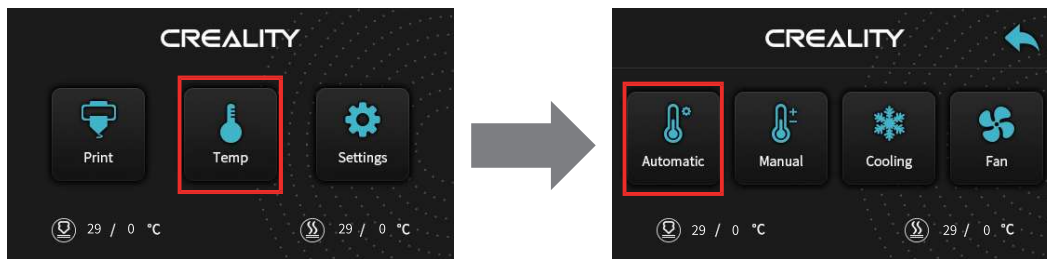 CREALITY
Print Temp Settings
29 / 0 °C 29 / 0 °C
CREALITY
Automatic Manual Cooling Fan
29 / 0 °C 29 / 0 °C